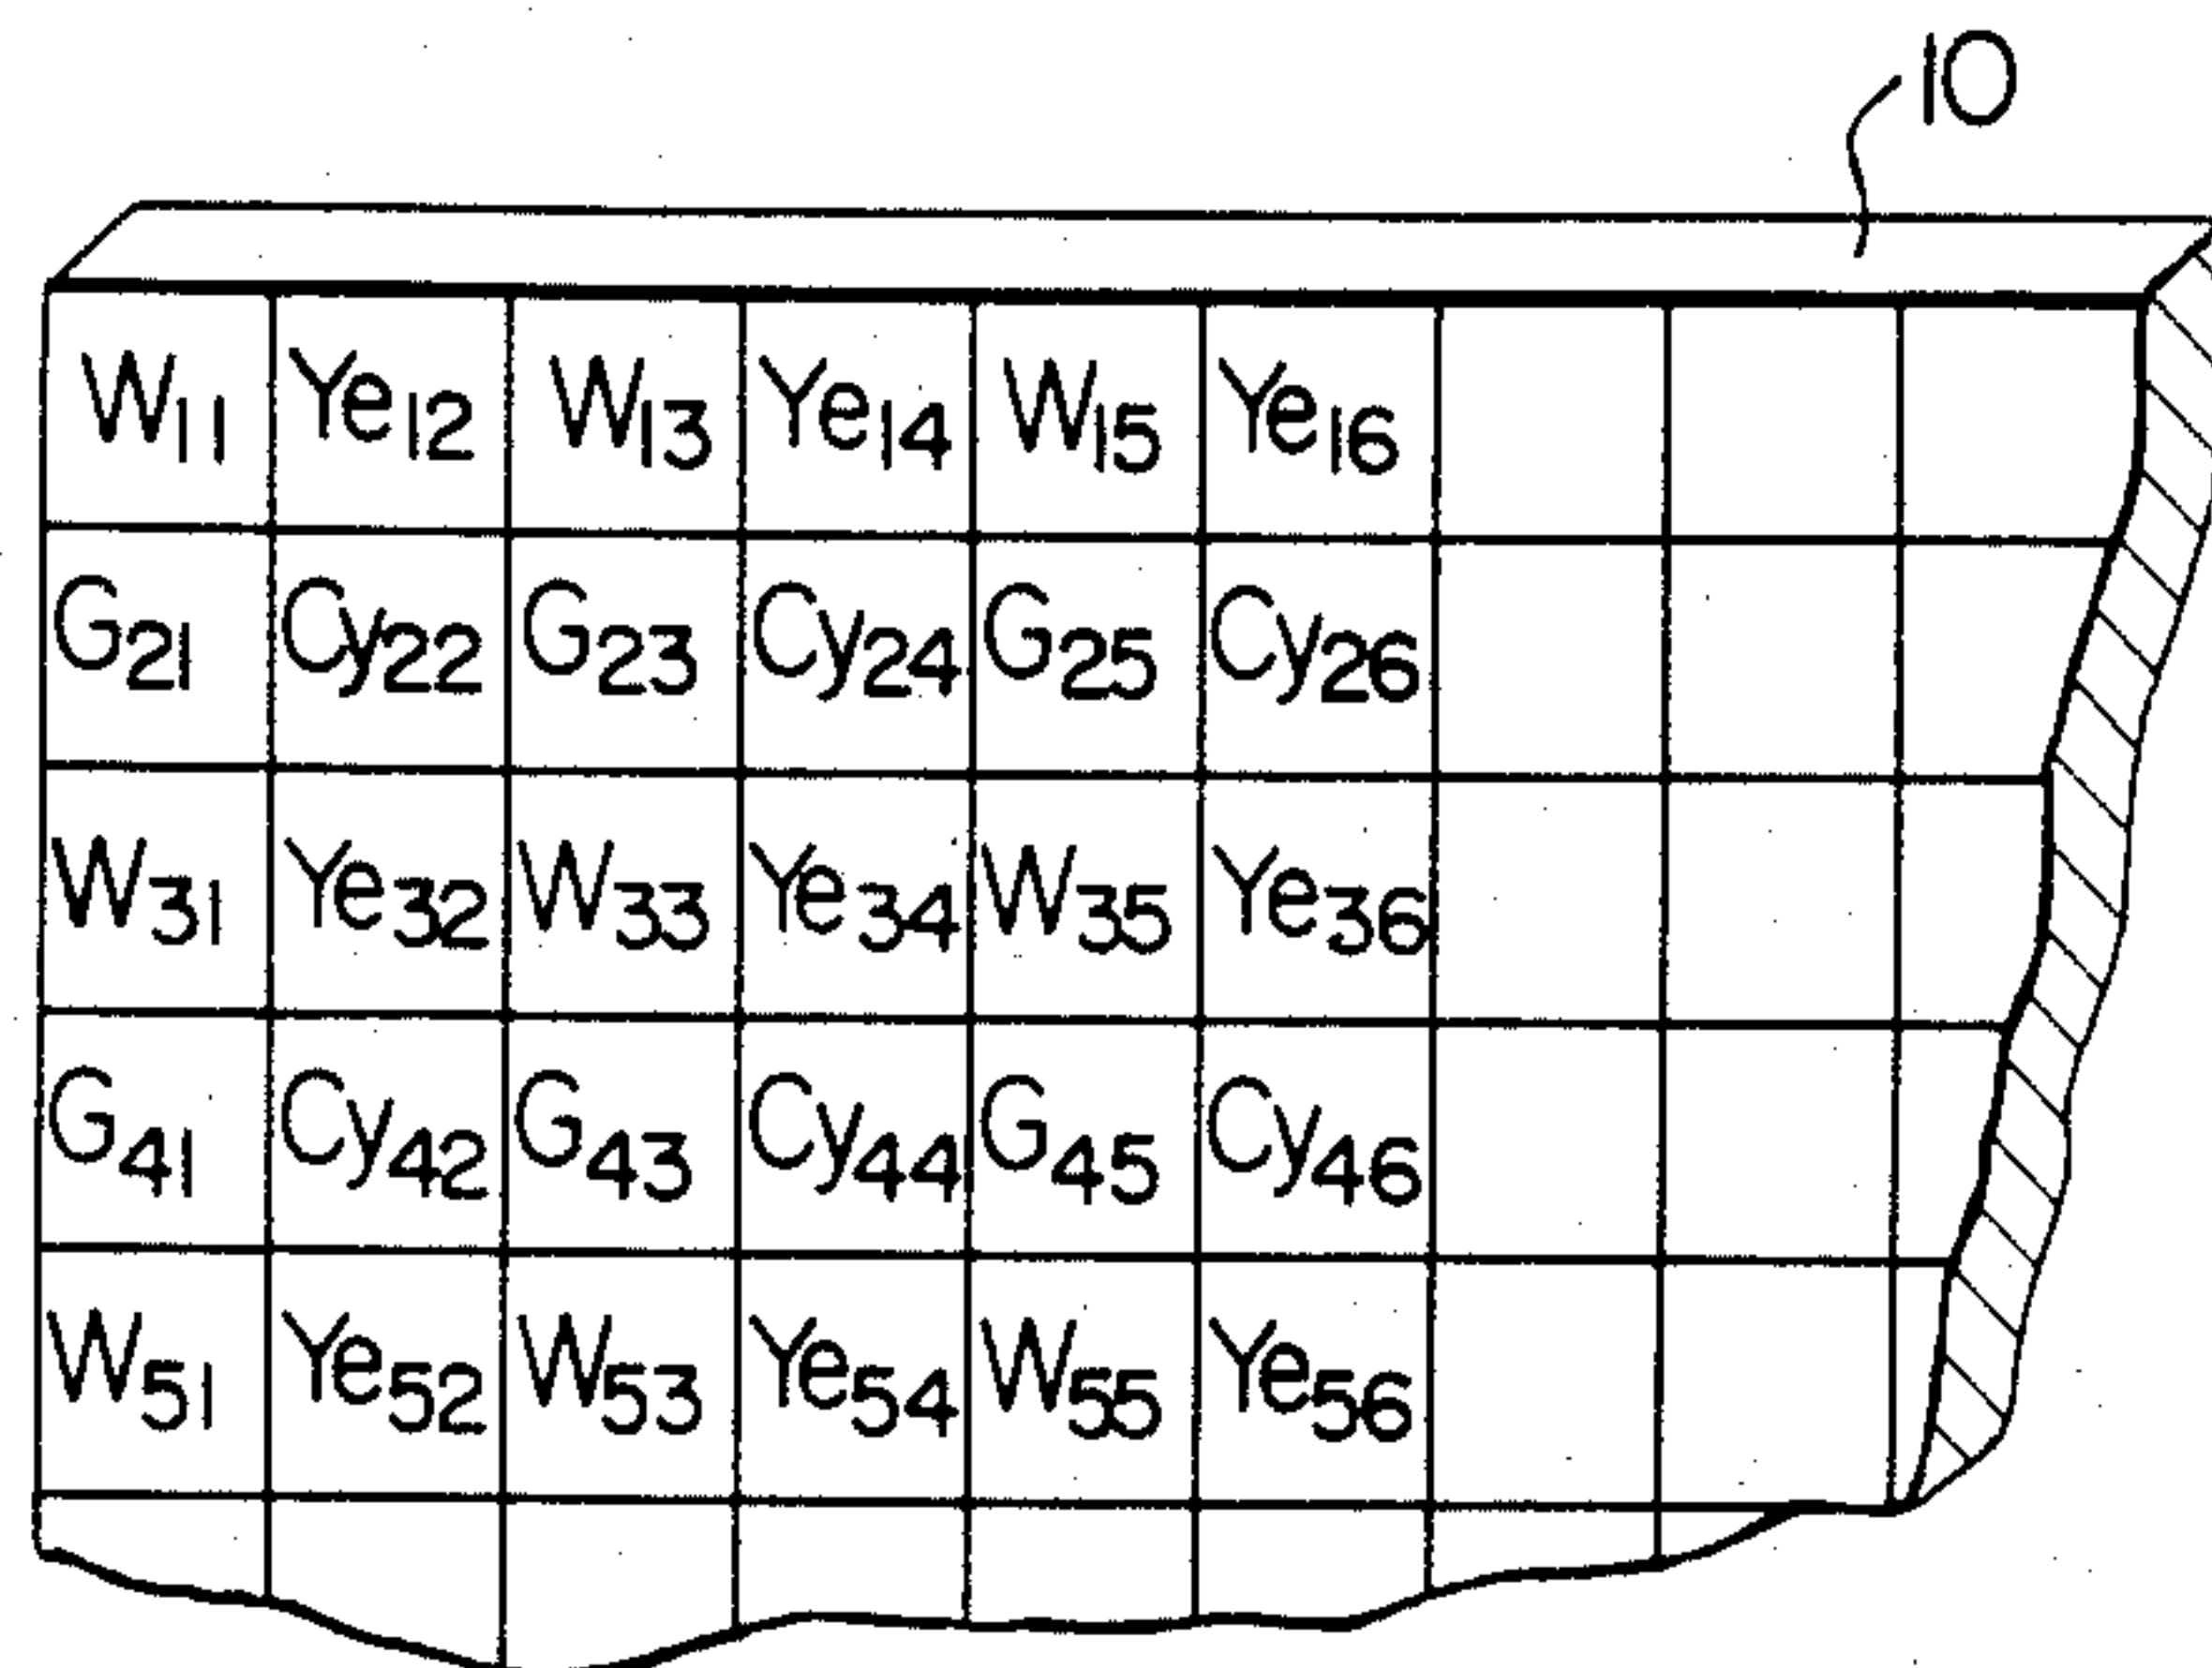 10
W11 Ye12 W13 Ye14 W15 Ye16
G21 Cy22 G23 Cy24 G25 Cy26
W31 Ye32 W33 Ye34 W35 Ye36
G41 Cy42 G43 Cy44 G45 Cy46
W51 Ye52 W53 Ye54 W55 Ye56